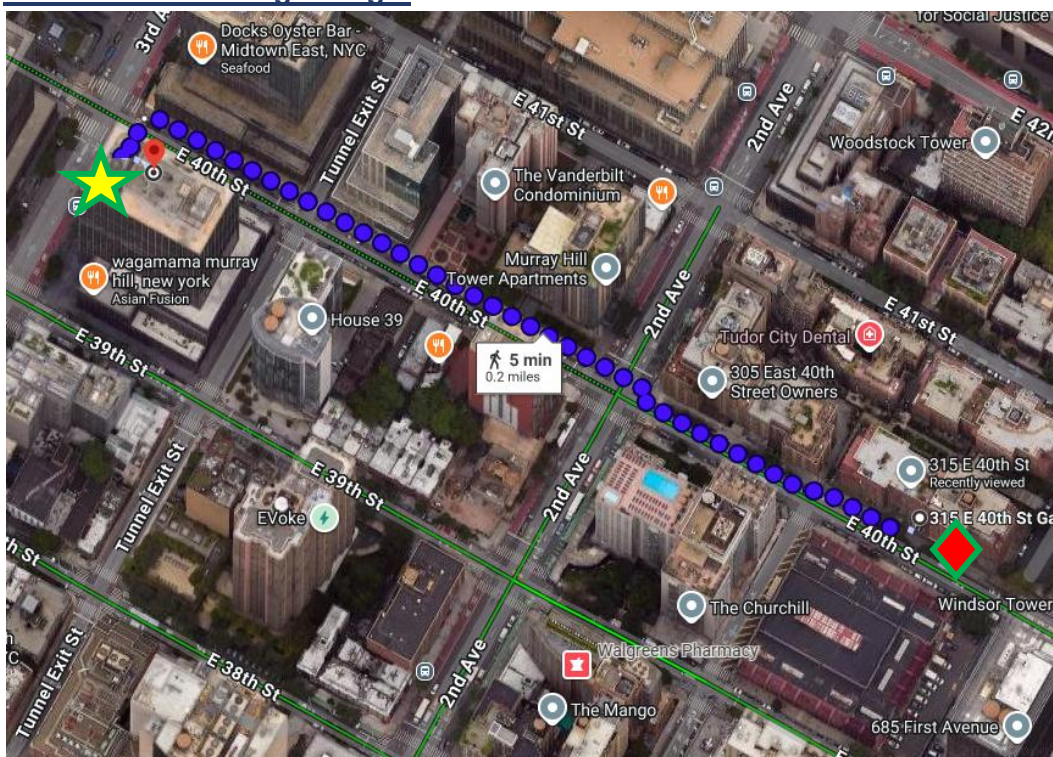 3rd A
Docks Oyster Bar -
Midtown East, NYC
Seafood
for Social Justice
Tunnel Exit St
E 41st St
2nd Ave
E 42
Woodstock Tower
E 40th St
The Vanderbilt
Condominium
wagamama murray
hill, new york
Asian Fusion
Murray Hill
Tower Apartments
E 40th St
House 39
2nd Ave
E 41st St
Tudor City Dental
5 min
0.2 miles
305 East 40th
Street Owners
E 39th St
315 E 40th St
Recently viewed
315 E 40th St Ga
E 40th St
E 39th St
2nd Ave
Tunnel Exit St
EVoke
th St
The Churchill
Windsor Tower
Walgreens Pharmacy
E 38th St
2nd Ave
Tunnel Exit St
C
The Mango
685 First Avenue
E